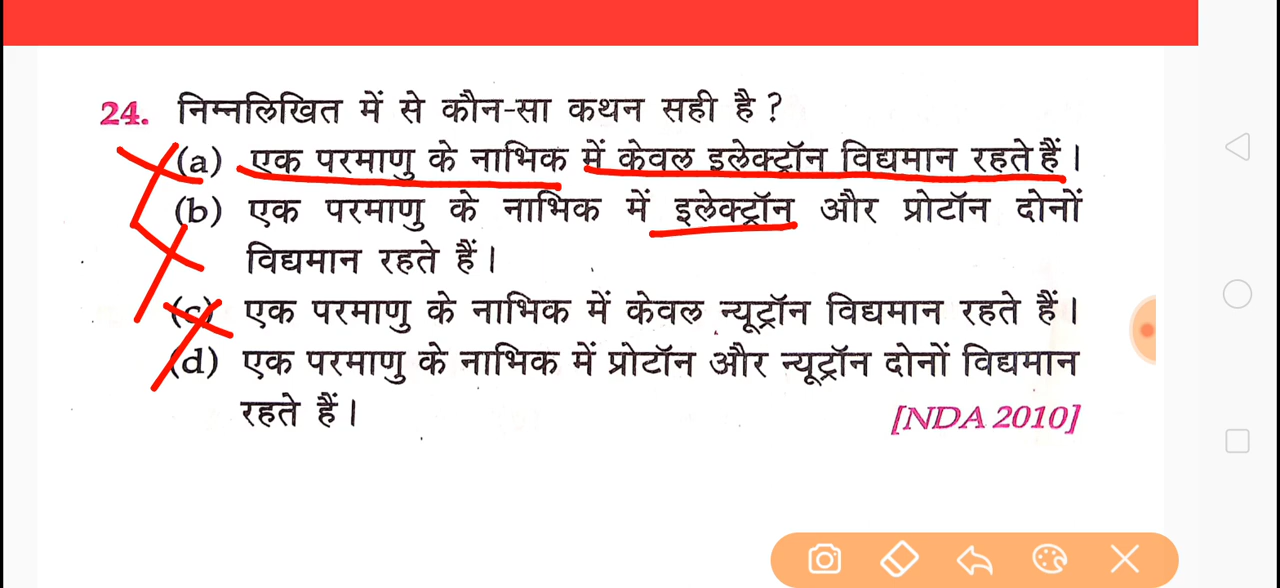 24. निम्नलिखित में से कौन-सा कथन सही है ?
(a) एक परमाणु के नाभिक में केवल इलेक्ट्रॉन विद्यमान रहते हैं।
(b) एक परमाणु के नाभिक में इलेक्ट्रॉन और प्रोटॉन दोनों
विद्यमान रहते हैं।
(c) एक परमाणु के नाभिक में केवल न्यूट्रॉन विद्यमान रहते हैं।
(d) एक परमाणु के नाभिक में प्रोटॉन और न्यूट्रॉन दोनों विद्यमान
रहते हैं।
[NDA 2010]